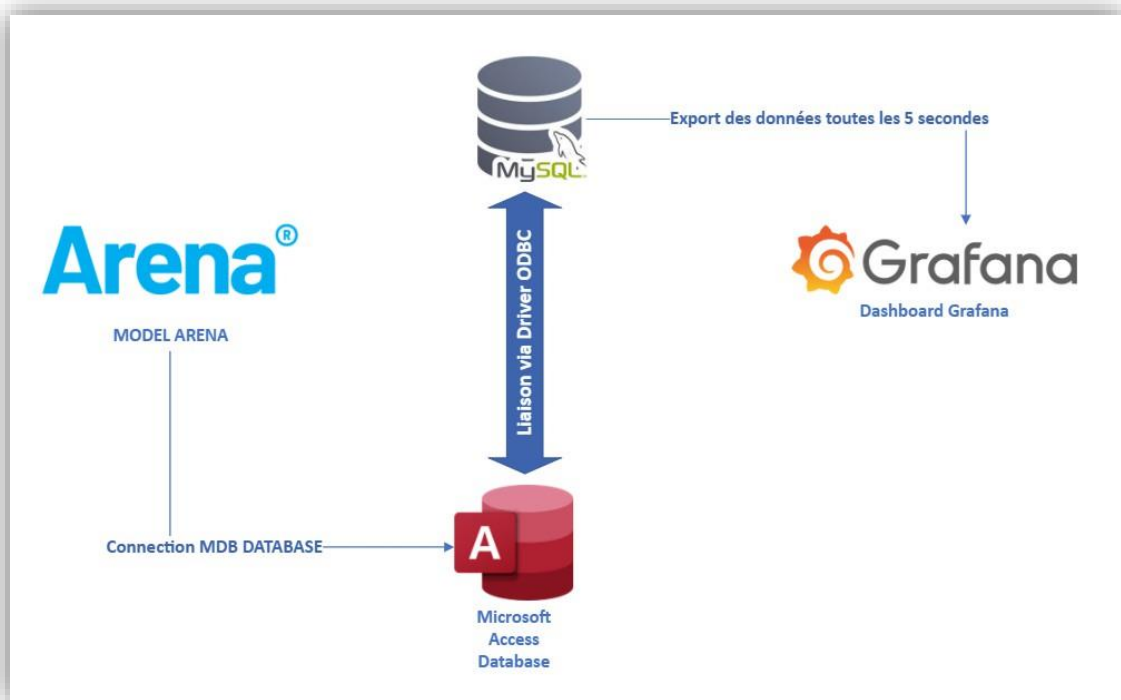 MySQL
Export des données toutes les 5 secondes
Arena®
MODEL ARENA
Liaison via Driver ODBC
Grafana
Dashboard Grafana
Connection MDB DATABASE
A
Microsoft
Access
Database